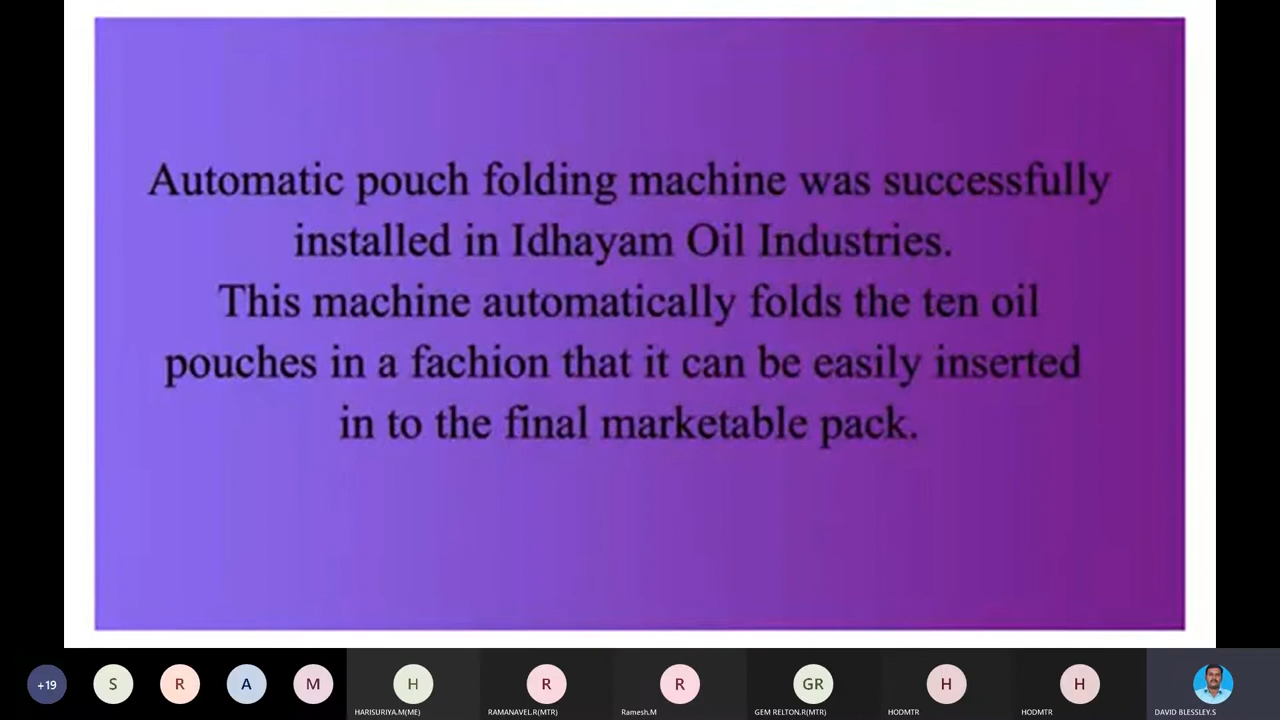 Automatic pouch folding machine was successfully
installed in Idhayam Oil Industries.
This machine automatically folds the ten oil
pouches in a fachion that it can be easily inserted
in to the final marketable pack.
+19
S
R
A
M
H
R
R
GR
H
H
HARISURIYA.M(ME)
RAMANAVEL.R(MTR)
Ramesh.M
GEM RELTON.R(MTR)
HODMTR
HODMTR
DAVID BLESSLEY.S